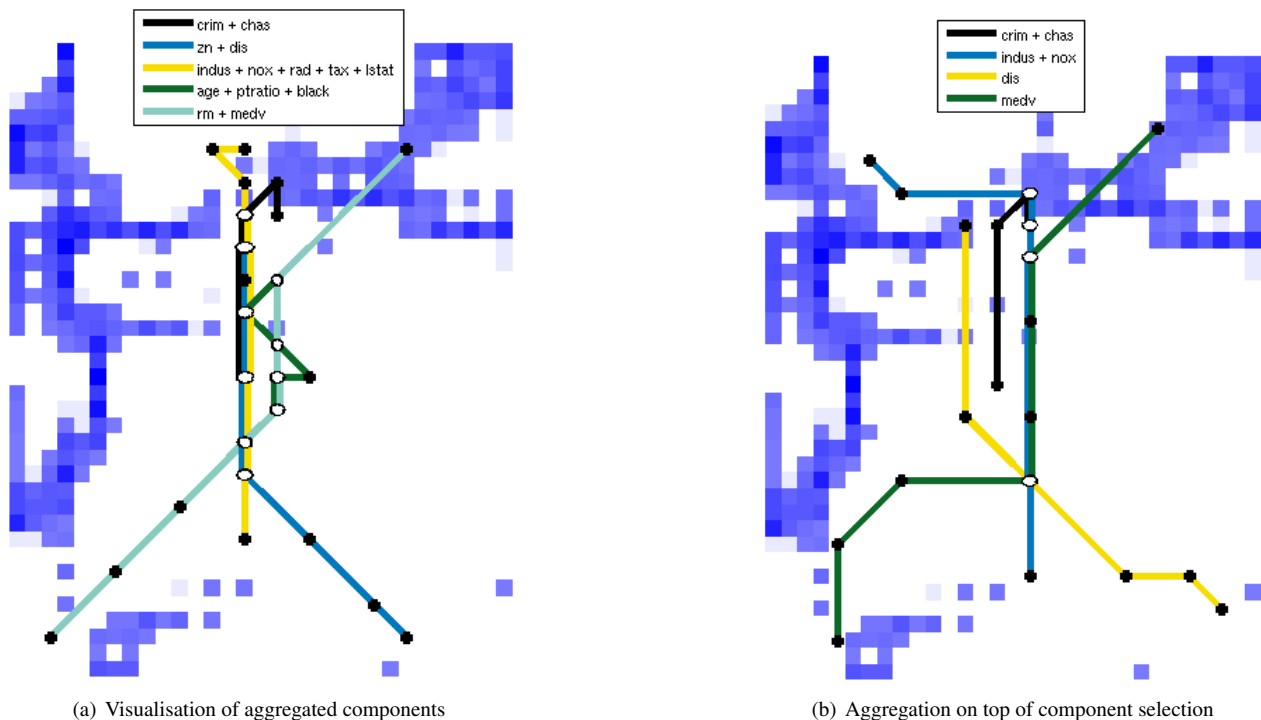 crim + chas
zn + dis
indus + nox + rad + tax + lstat
age + ptratio + black
rm + medv
crim + chas
indus + nox
dis
medv
(a) Visualisation of aggregated components
(b) Aggregation on top of component selection